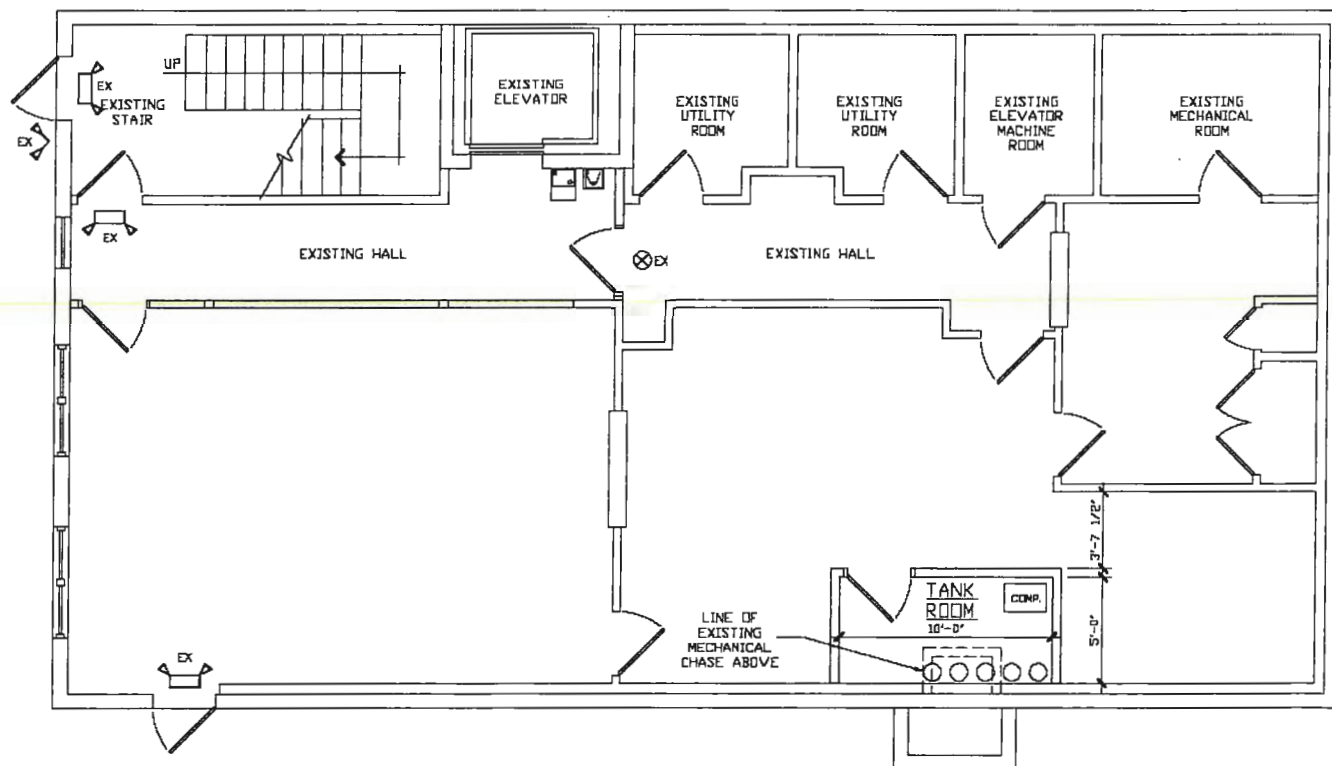 UP
EX
EXISTING
STAIR
EX
EXISTING
ELEVATOR
EXISTING
UTILITY
ROOM
EXISTING
UTILITY
ROOM
EXISTING
ELEVATOR
MACHINE
ROOM
EXISTING
MECHANICAL
ROOM
EX
EXISTING HALL
EX
EXISTING HALL
3'-7 1/2"
TANK
ROOM
10'-0"
COMP.
5'-0"
LINE OF
EXISTING
MECHANICAL
CHASE ABOVE
EX